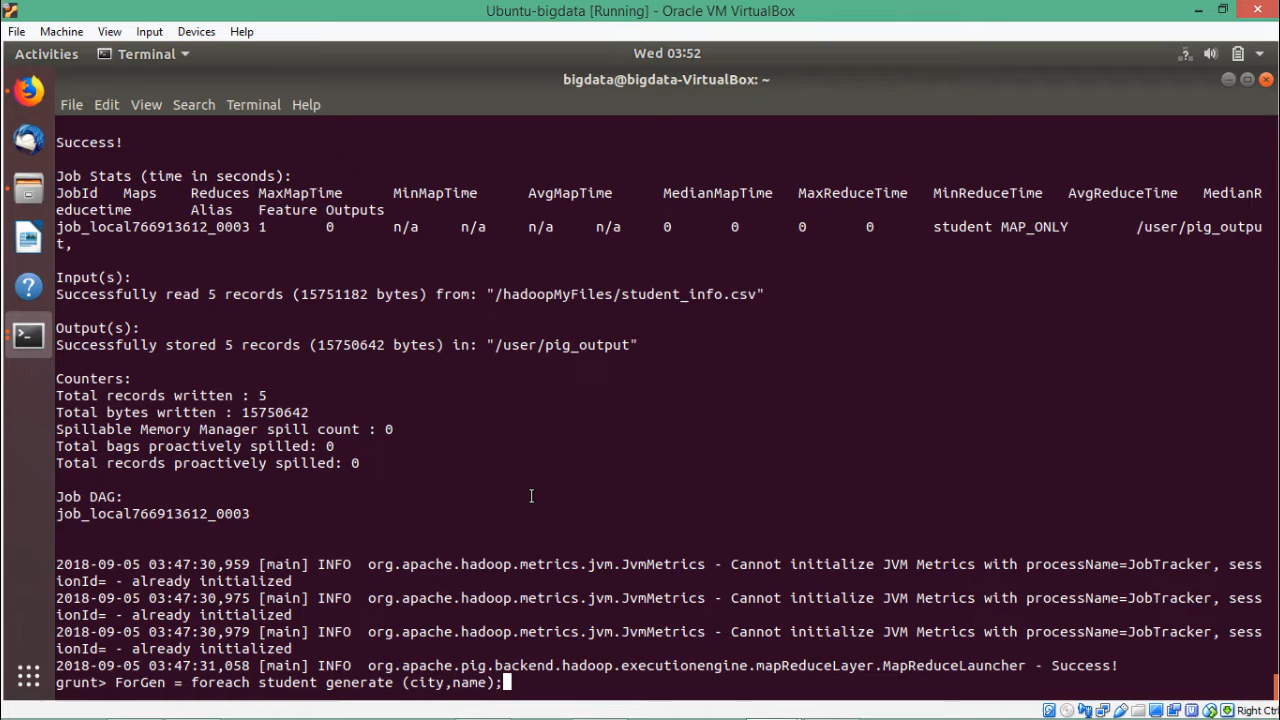 Ubuntu-bigdata [Running] - Oracle VM VirtualBox
File Machine View Input Devices Help
Activities Terminal Wed 03:52
bigdata@bigdata-VirtualBox: ~
File Edit View Search Terminal Help
Success!
Job Stats (time in seconds):
JobId Maps Reduces MaxMapTime MinMapTime AvgMapTime MedianMapTime MaxReduceTime MinReduceTime AvgReduceTime MedianR
educetime Alias Feature Outputs
job_local766913612_0003 1 0 n/a n/a n/a n/a 0 0 0 0 student MAP_ONLY /user/pig_outpu
t,
Input(s):
Successfully read 5 records (15751182 bytes) from: "/hadoopMyFiles/student_info.csv"
Output(s):
Successfully stored 5 records (15750642 bytes) in: "/user/pig_output"
Counters:
Total records written : 5
Total bytes written : 15750642
Spillable Memory Manager spill count : 0
Total bags proactively spilled: 0
Total records proactively spilled: 0
Job DAG:
job_local766913612_0003
2018-09-05 03:47:30,959 [main] INFO org.apache.hadoop.metrics.jvm.JvmMetrics - Cannot initialize JVM Metrics with processName=JobTracker, sess
ionId= - already initialized
2018-09-05 03:47:30,975 [main] INFO org.apache.hadoop.metrics.jvm.JvmMetrics - Cannot initialize JVM Metrics with processName=JobTracker, sess
ionId= - already initialized
2018-09-05 03:47:30,979 [main] INFO org.apache.hadoop.metrics.jvm.JvmMetrics - Cannot initialize JVM Metrics with processName=JobTracker, sess
ionId= - already initialized
2018-09-05 03:47:31,058 [main] INFO org.apache.pig.backend.hadoop.executionengine.mapReduceLayer.MapReduceLauncher - Success!
grunt> ForGen = foreach student generate (city,name);
Right Ctrl